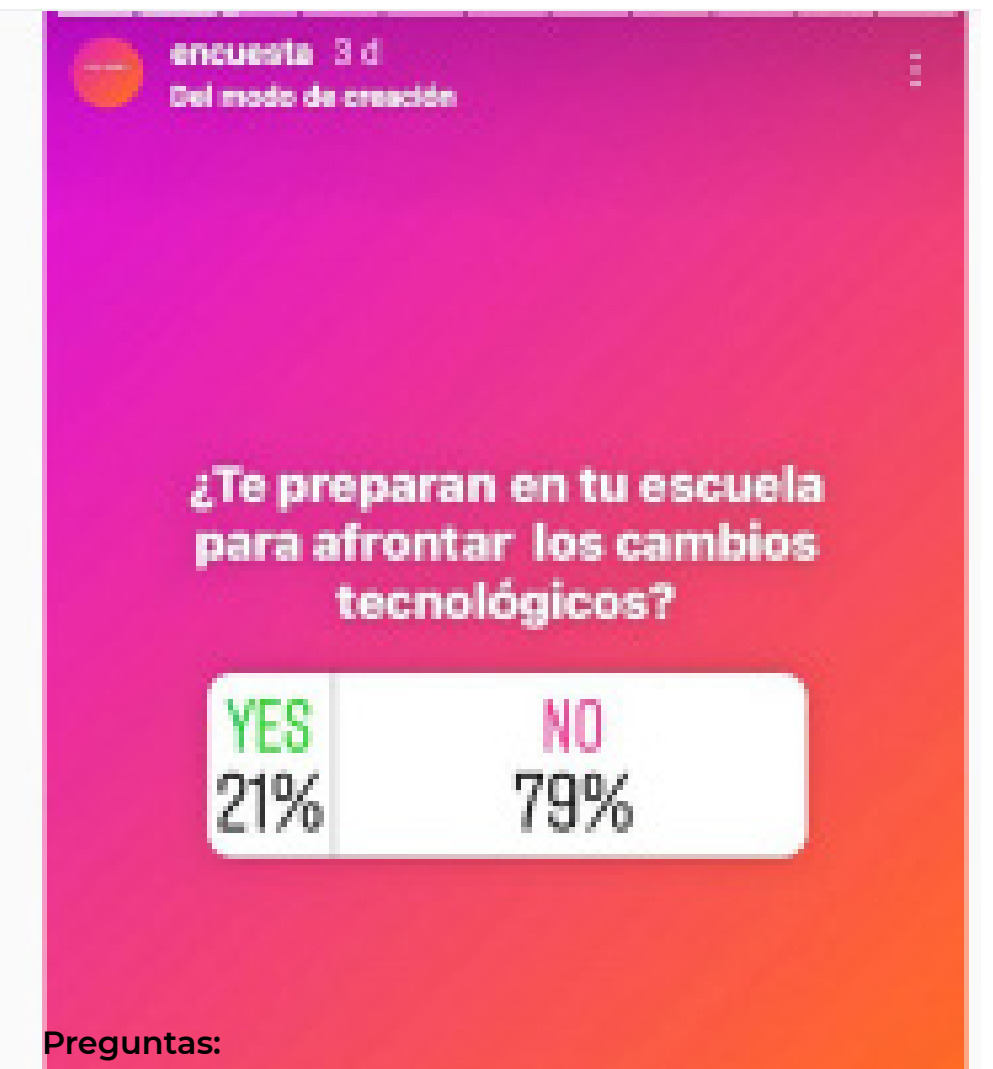 encuesta 3 d
Del modo de creación
¿Te preparan en tu escuela
para afrontar los cambios
tecnológicos?
YES NO
21% 79%
Preguntas: